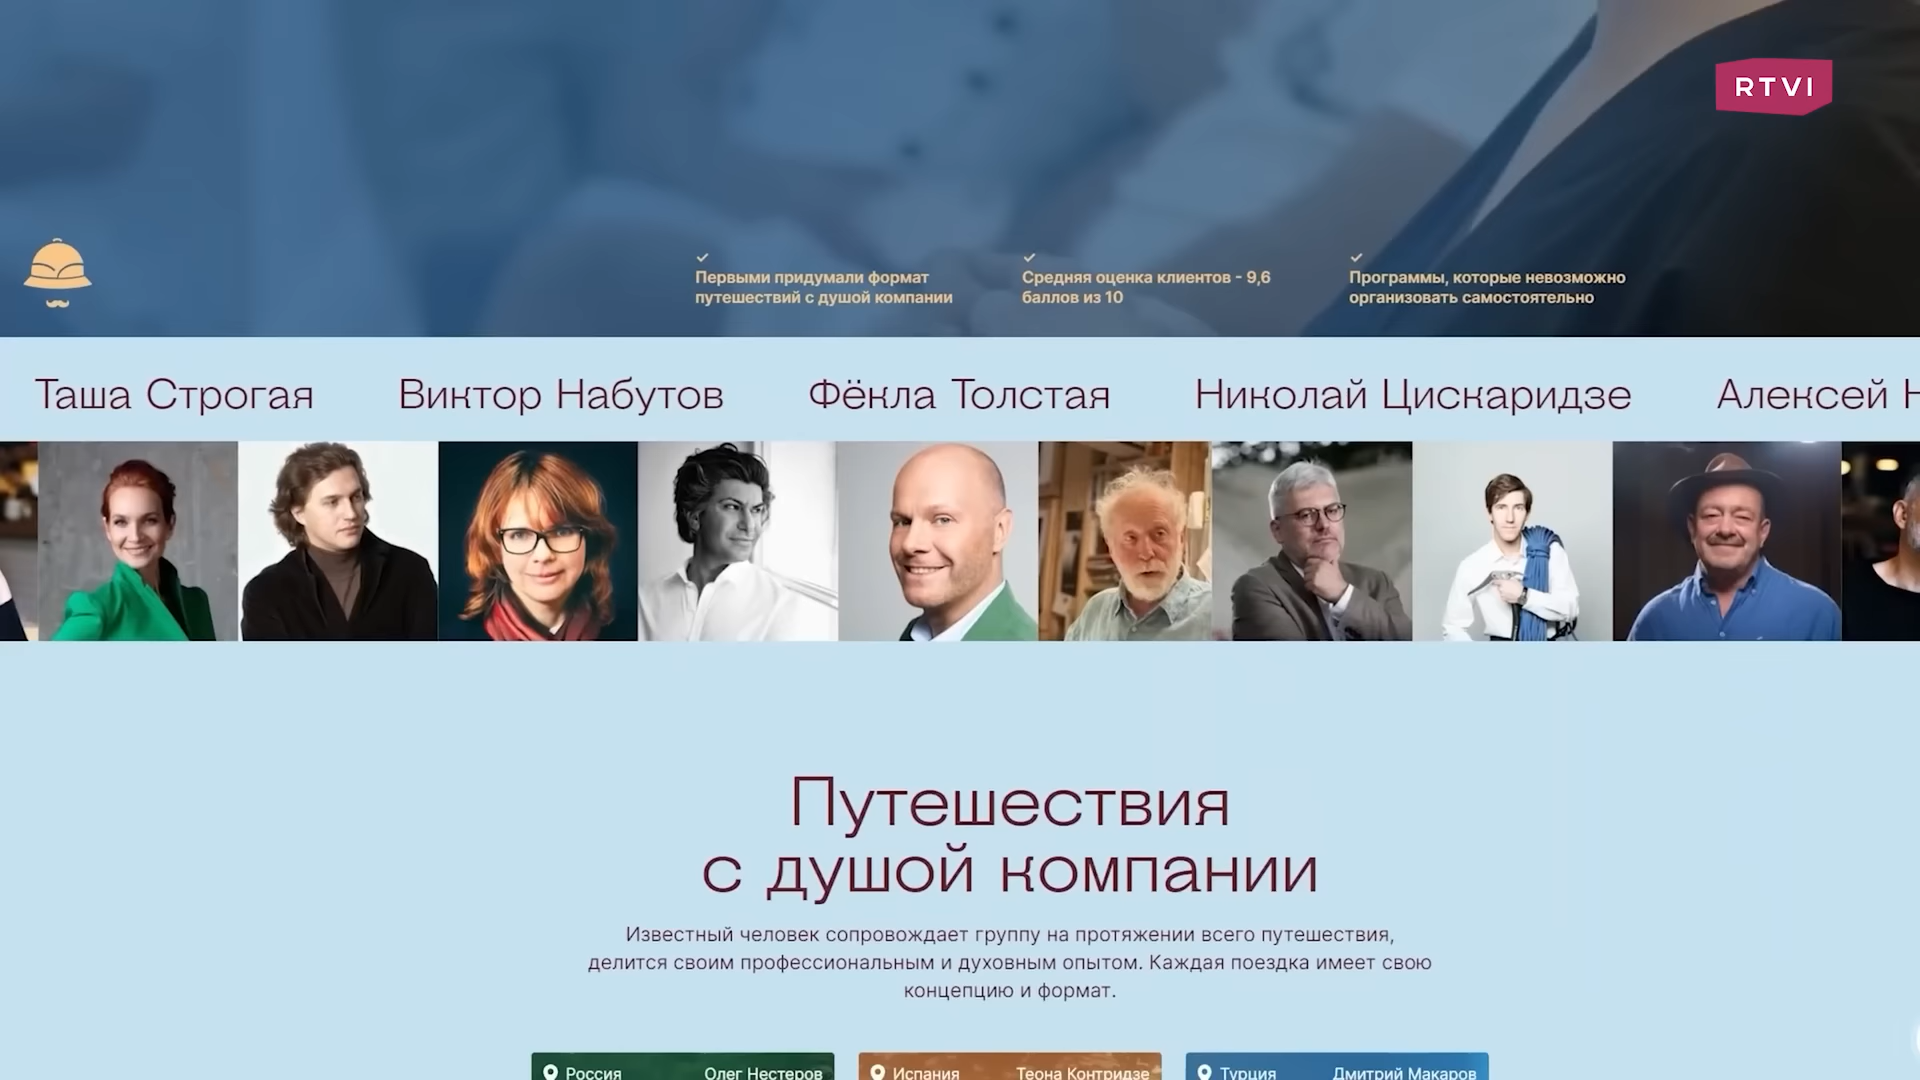 RTVI
Первыми придумали формат
путешествий с душой компании
Средняя оценка клиентов - 9,6
баллов из 10
Программы, которые невозможно
организовать самостоятельно
Таша Строгая
Виктор Набутов
Фёкла Толстая
Николай Цискаридзе
Алексей Н
Путешествия
с душой компании
Известный человек сопровождает группу на протяжении всего путешествия,
делится своим профессиональным и духовным опытом. Каждая поездка имеет свою
концепцию и формат.
Россия
Олег Нестеров
Испания
Теона Контридзе
Турция
Дмитрий Макаров